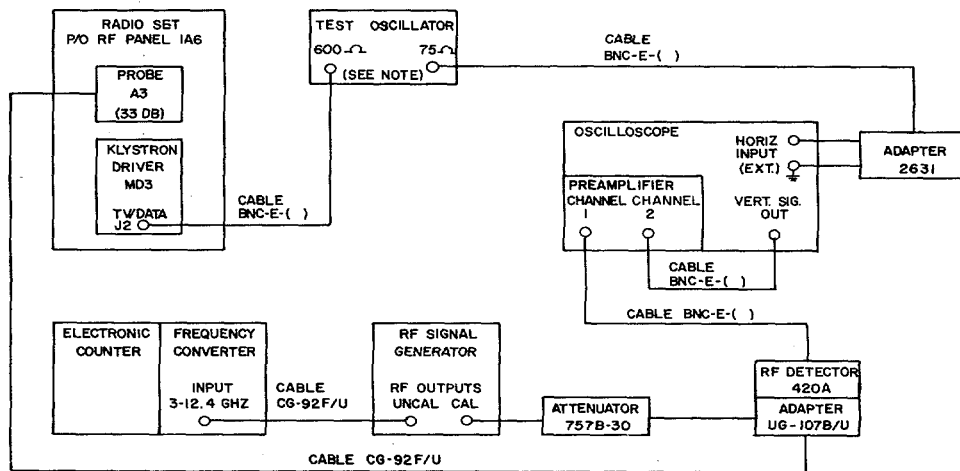 RADIO SET
P/O RF PANEL 1A6
PROBE
A3
(33 DB)
KLYSTRON
DRIVER
MD3
TV/DATA
J2
CABLE
BNC-E-( )
TEST OSCILLATOR
600-Ω 75-Ω
(SEE NOTE)
CABLE
BNC-E-( )
OSCILLOSCOPE
HORIZ
INPUT
(EXT.)
ADAPTER
2631
PREAMPLIFIER
CHANNEL CHANNEL
1 2
VERT. SIG.
OUT
CABLE
BNC-E-( )
CABLE BNC-E-( )
ELECTRONIC
COUNTER
FREQUENCY
CONVERTER
INPUT
3-12.4 GHZ
CABLE
CG-92F/U
RF SIGNAL
GENERATOR
RF OUTPUTS
UNCAL CAL
ATTENUATOR
757B-30
RF DETECTOR
420A
ADAPTER
UG-107B/U
CABLE CG-92F/U